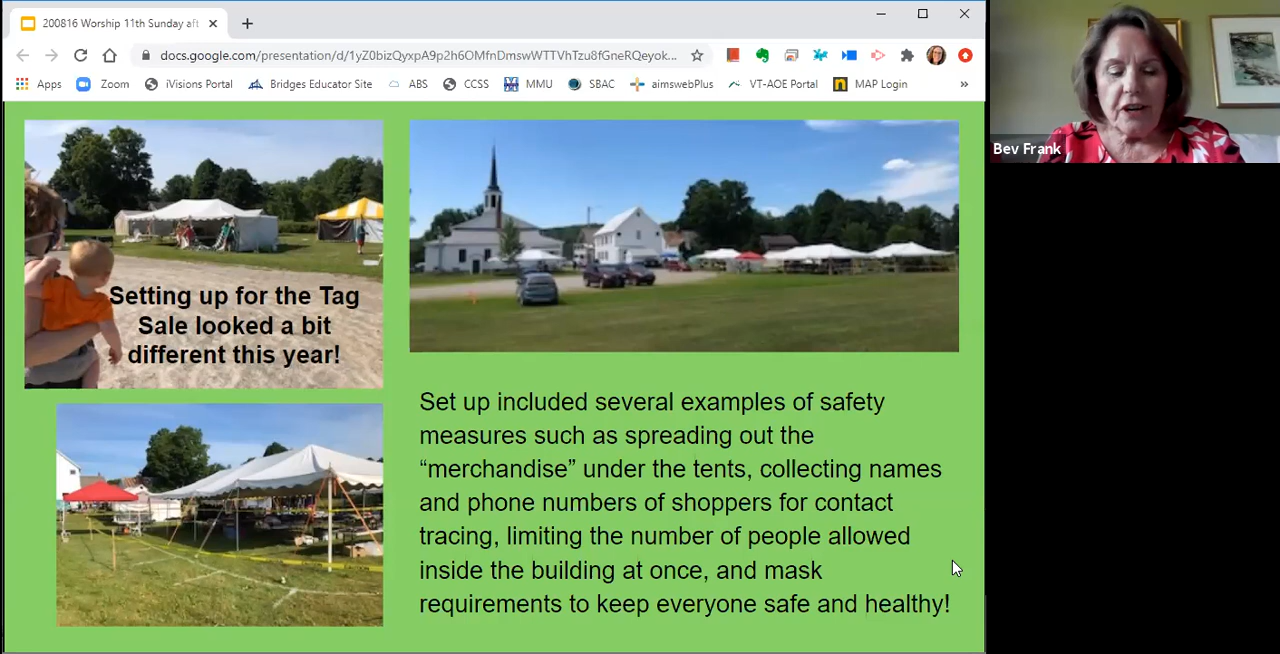 200816 Worship 11th Sunday aft
docs.google.com/presentation/d/1yZ0bizQyxpA9p2h6OMfnDmswWTTVhTzu8fGneRQeyok...
Apps Zoom iVisions Portal Bridges Educator Site ABS CCSS MMU SBAC aimswebPlus VT-AOE Portal MAP Login »
Bev Frank
Setting up for the Tag
Sale looked a bit
different this year!
Set up included several examples of safety
measures such as spreading out the
“merchandise” under the tents, collecting names
and phone numbers of shoppers for contact
tracing, limiting the number of people allowed
inside the building at once, and mask
requirements to keep everyone safe and healthy!